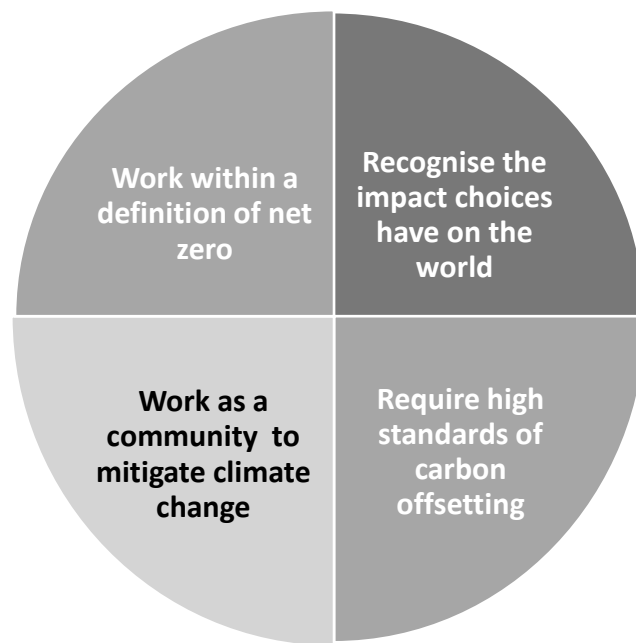 Work within a
definition of net
zero
Recognise the
impact choices
have on the
world
Work as a
community to
mitigate climate
change
Require high
standards of
carbon
offsetting